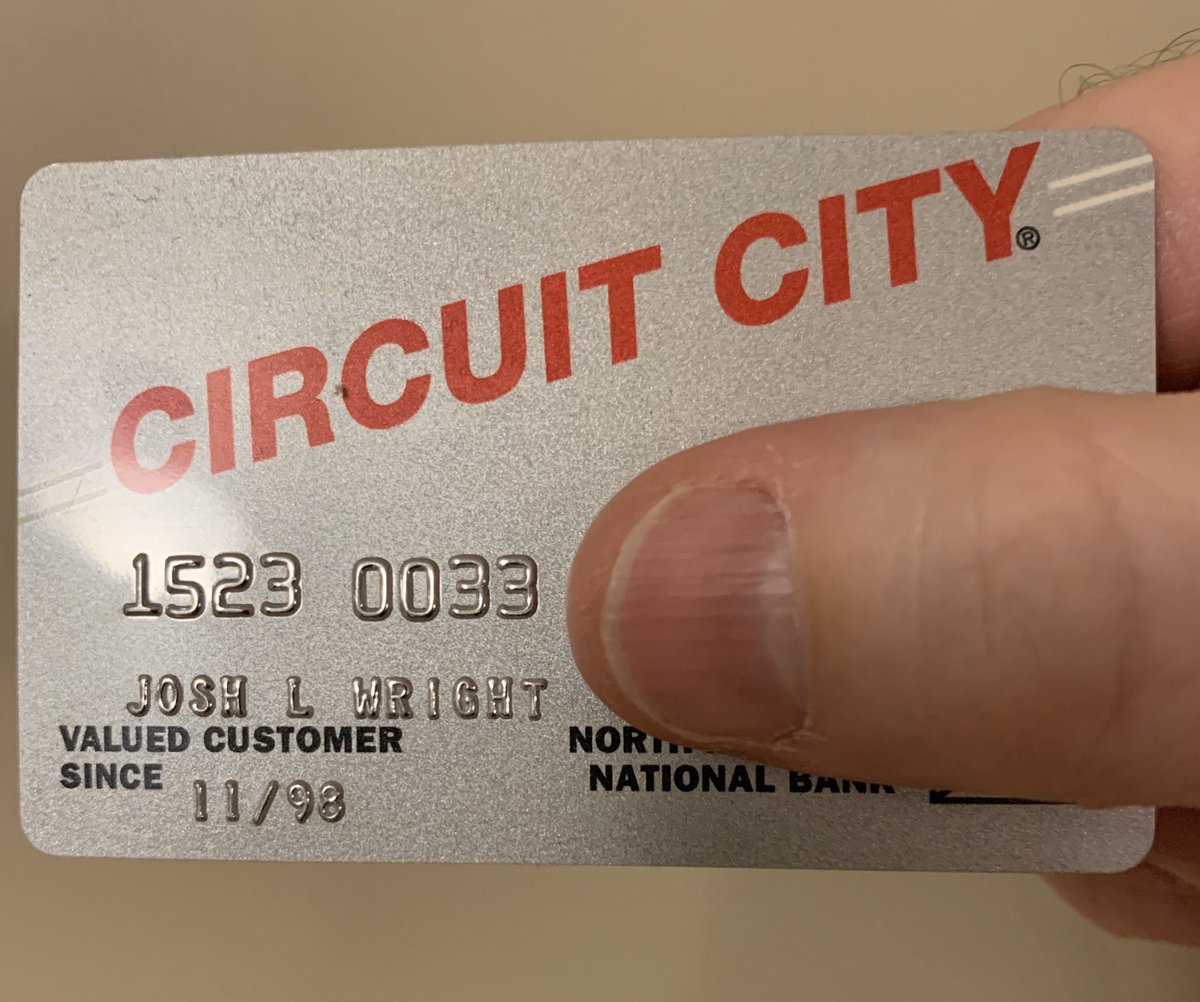 CIRCUIT CITY®
1523 0033
JOSH L WRIGHT
VALUED CUSTOMER
SINCE 11/98
NATIONAL BANK